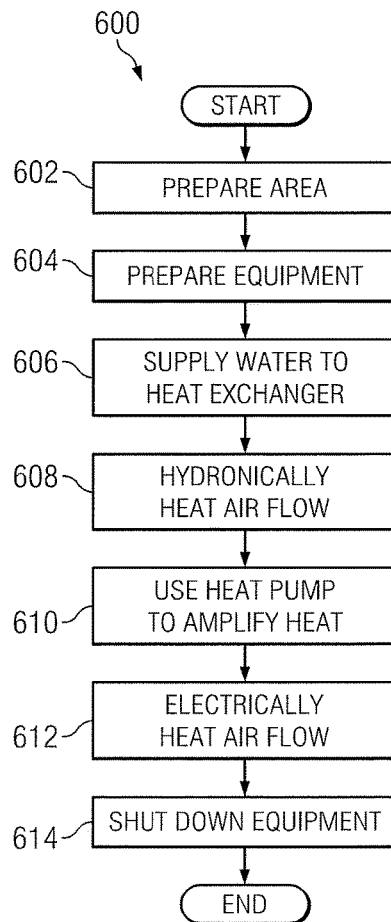 600
START
602
PREPARE AREA
604
PREPARE EQUIPMENT
606
SUPPLY WATER TO
HEAT EXCHANGER
608
HYDRONICALLY
HEAT AIR FLOW
610
USE HEAT PUMP
TO AMPLIFY HEAT
612
ELECTRICALLY
HEAT AIR FLOW
614
SHUT DOWN EQUIPMENT
END